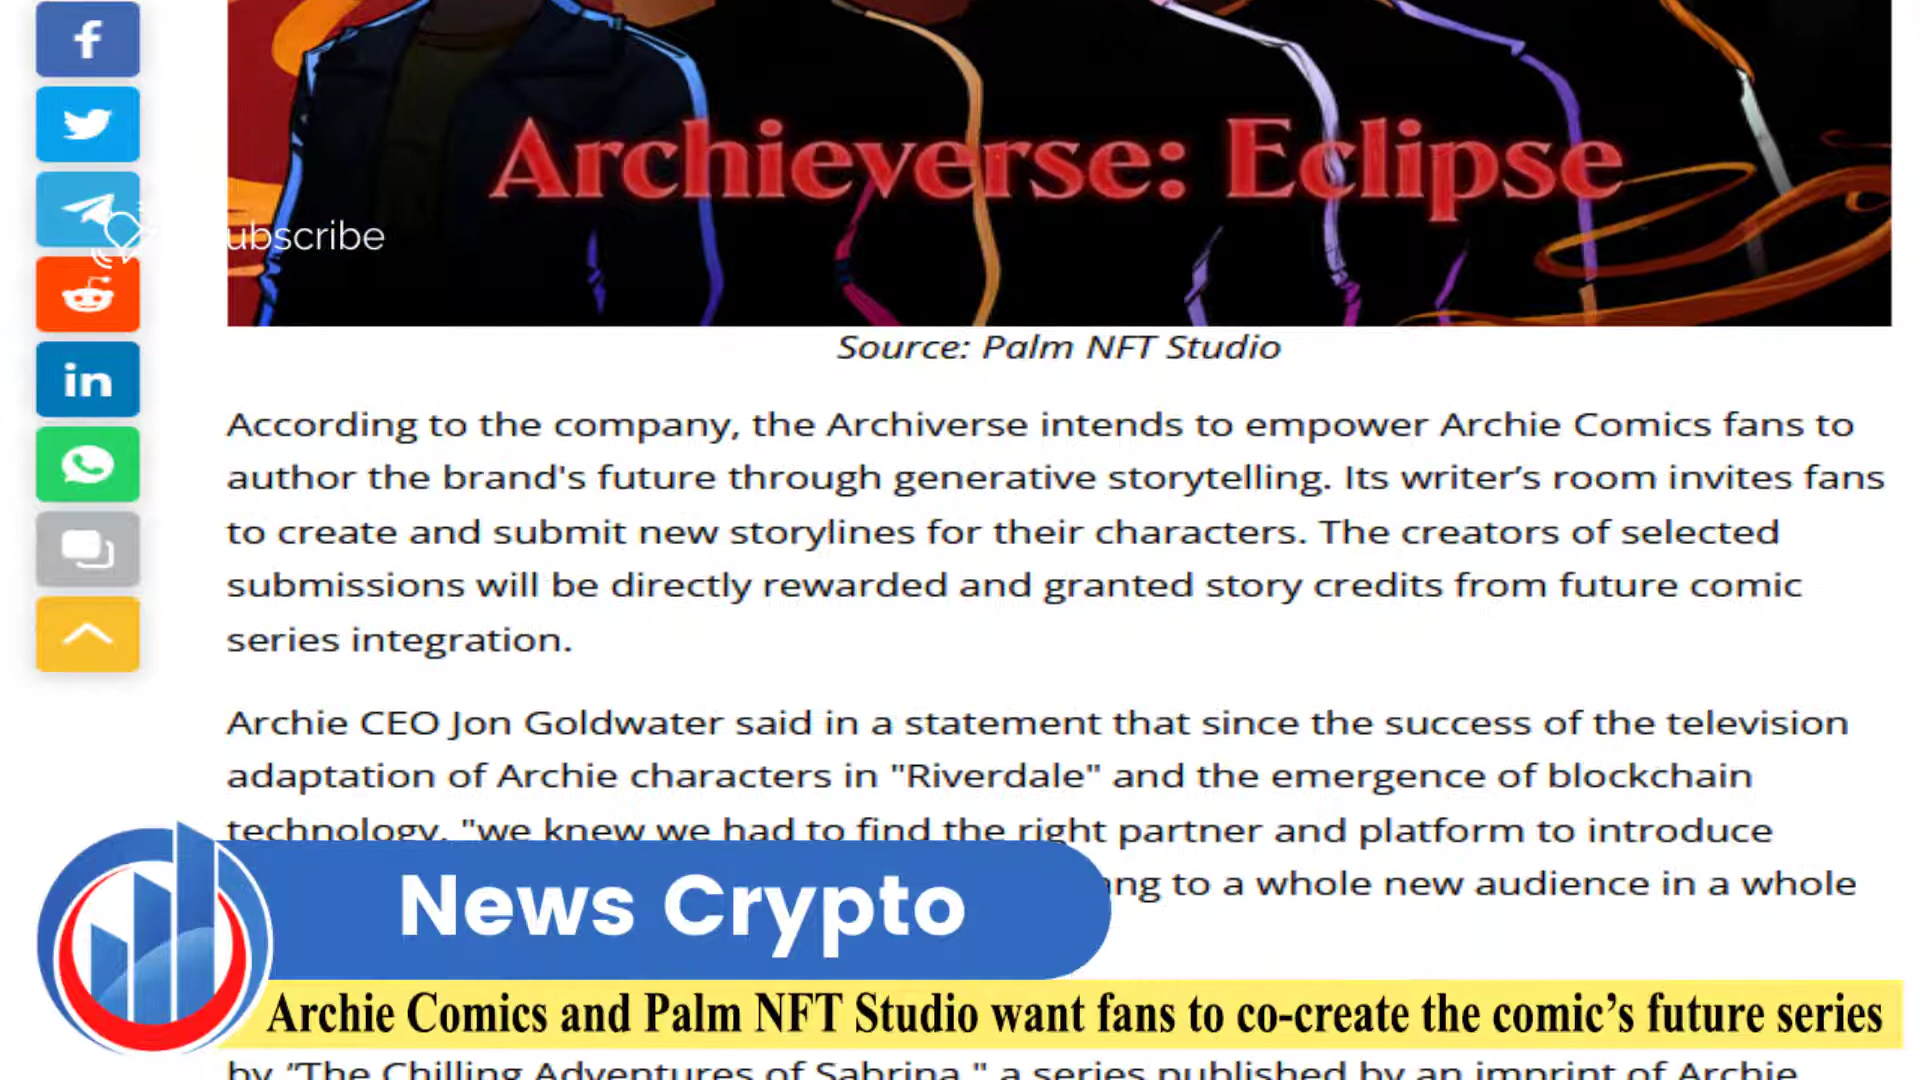 Archieverse: Eclipse
ubscribe
Source: Palm NFT Studio
According to the company, the Archiverse intends to empower Archie Comics fans to
author the brand's future through generative storytelling. Its writer’s room invites fans
to create and submit new storylines for their characters. The creators of selected
submissions will be directly rewarded and granted story credits from future comic
series integration.
Archie CEO Jon Goldwater said in a statement that since the success of the television
adaptation of Archie characters in "Riverdale" and the emergence of blockchain
technology, "we knew we had to find the right partner and platform to introduce
ang to a whole new audience in a whole
News Crypto
Archie Comics and Palm NFT Studio want fans to co-create the comic’s future series
by "The Chilling Adventures of Sabrina," a series published by an imprint of Archie